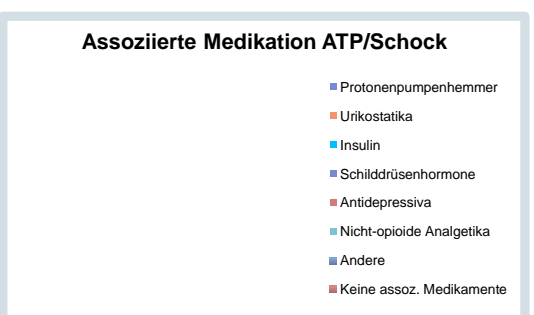 Assoziierte Medikation ATP/Schock
Protonenpumpenhemmer
Urikostatika
Insulin
Schilddrüsenhormone
Antidepressiva
Nicht-opioide Analgetika
Andere
Keine assoz. Medikamente